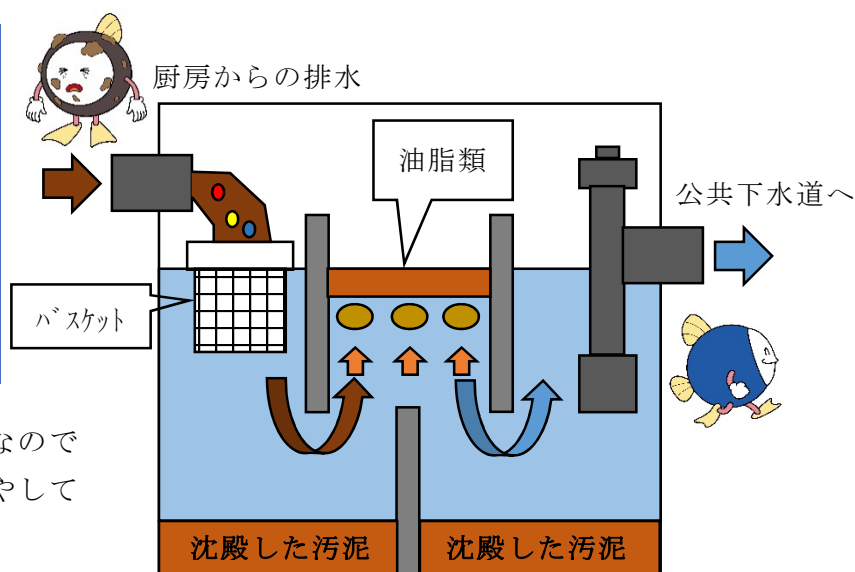 厨房からの排水
油脂類
公共下水道へ
バスケット
なので
やして
沈殿した汚泥
沈殿した汚泥